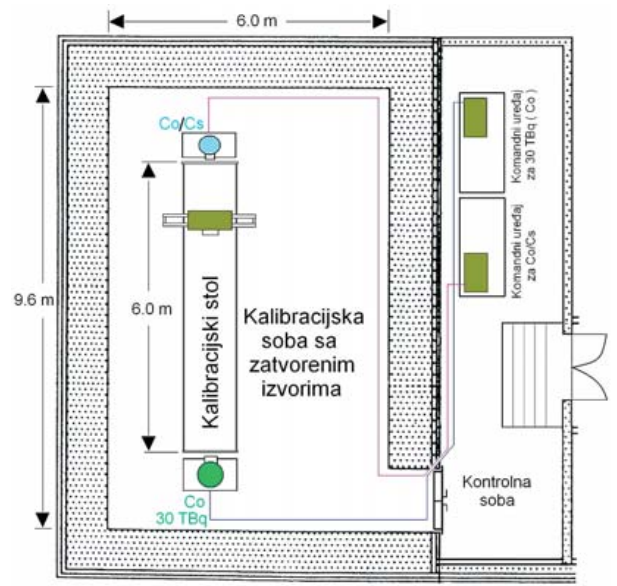 6.0 m
Co/Cs
9.6 m
6.0 m
Kalibracijski stol
Kalibracijska
soba sa
zatvorenim
izvorima
Co
30 TBq
Komandni uređaj
za 30 TBq ( Co )
Komandni uređaj
za Co/Cs
Kontrolna
soba